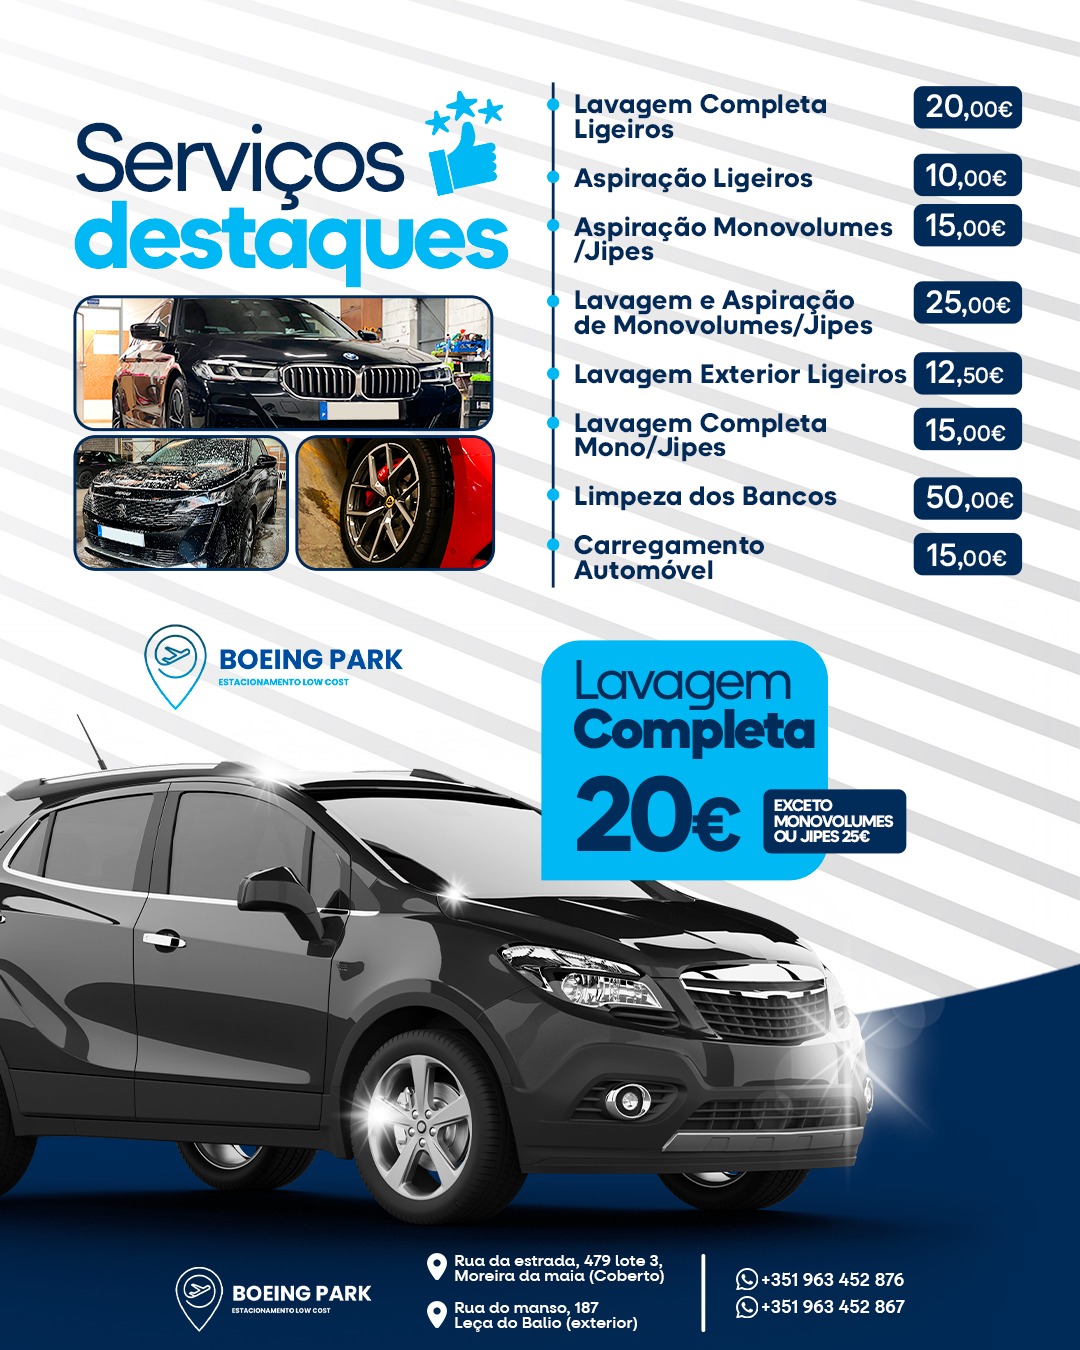 Serviços
destaques
Lavagem Completa
Ligeiros
20,00€
Aspiração Ligeiros
10,00€
Aspiração Monovolumes
/Jipes
15,00€
Lavagem e Aspiração
de Monovolumes/Jipes
25,00€
Lavagem Exterior Ligeiros
12,50€
Lavagem Completa
Mono/Jipes
15,00€
Limpeza dos Bancos
50,00€
Carregamento
Automóvel
15,00€
BOEING PARK
ESTACIONAMENTO LOW COST
Lavagem
Completa
20€
EXCETO
MONOVOLUMES
OU JIPES 25€
BOEING PARK
ESTACIONAMENTO LOW COST
Rua da estrada, 479 lote 3,
Moreira da maia (Coberto)
Rua do manso, 187
Leça do Balio (exterior)
+351 963 452 876
+351 963 452 867